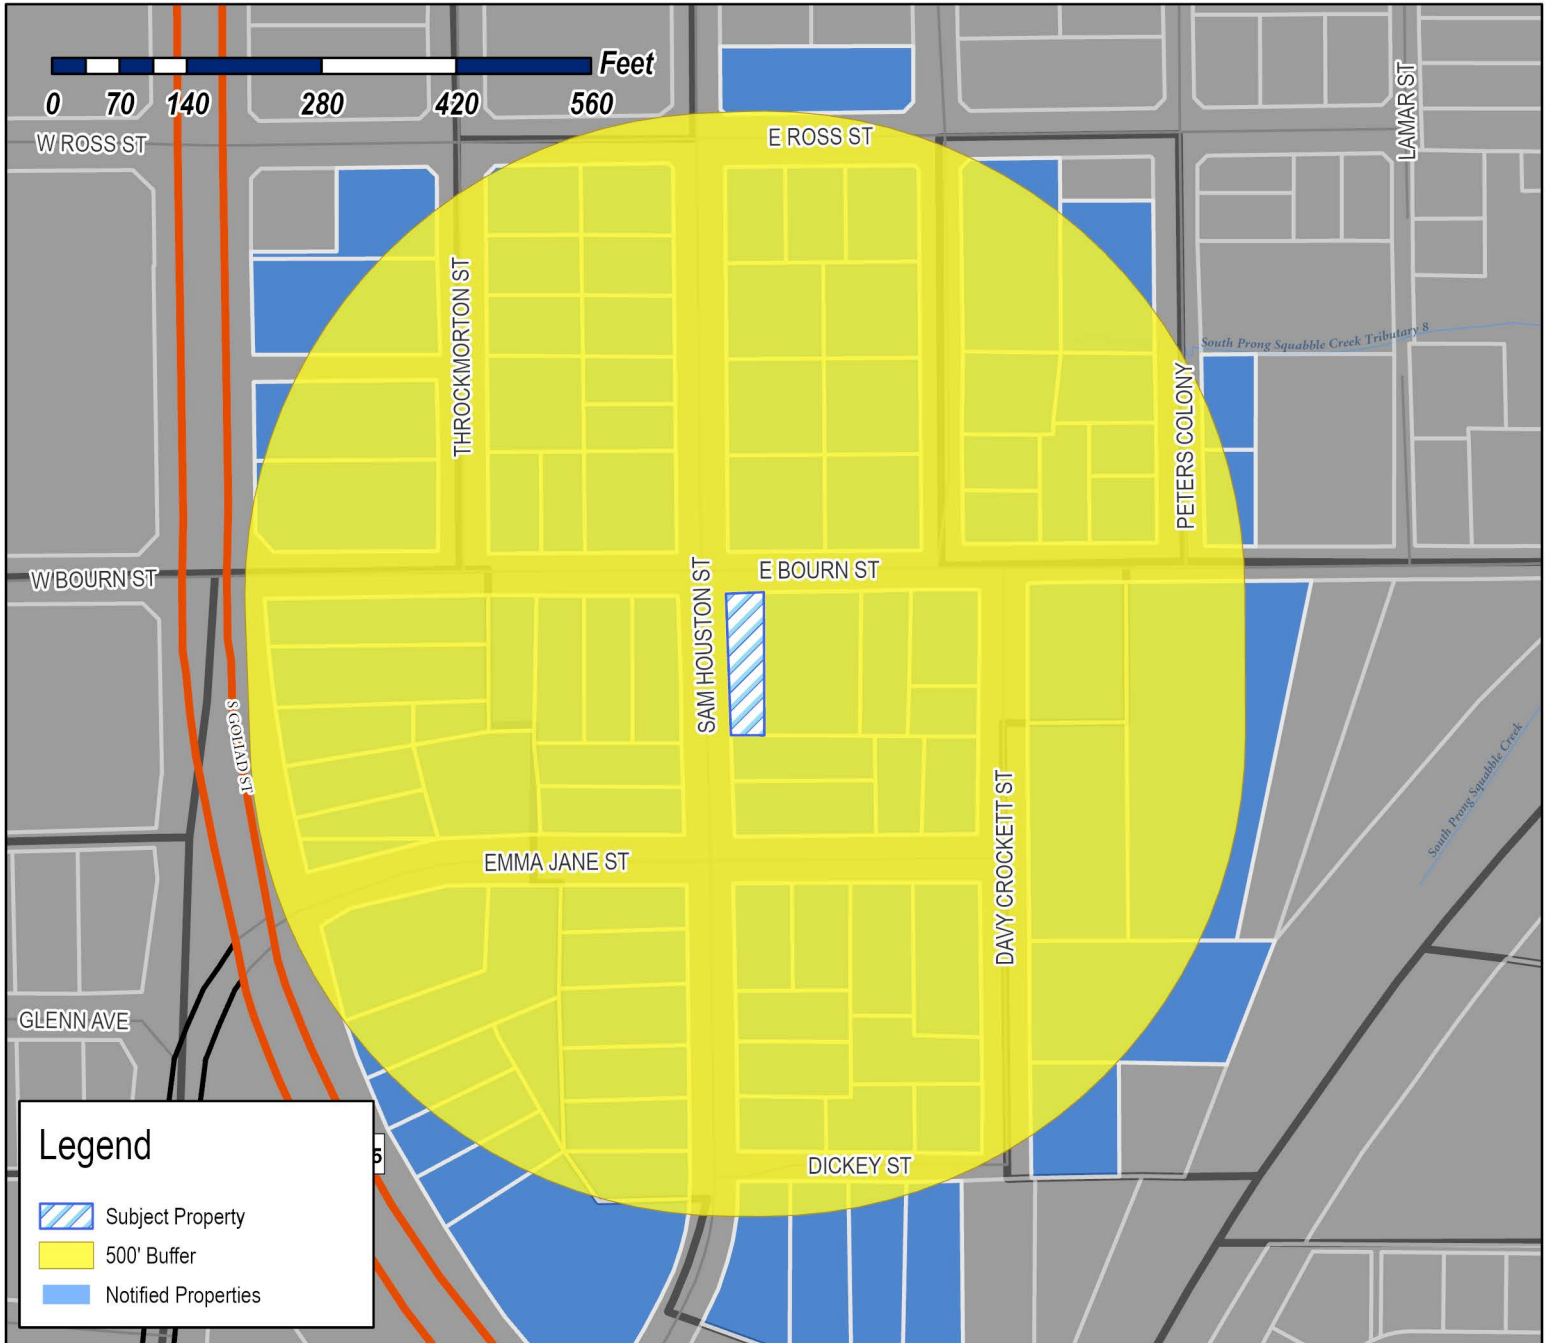 Feet
0 70 140 280 420 560
W ROSS ST
E ROSS ST
LAMAR ST
THROCKMORTON ST
South Prong Squabble Creek Tributary 8
PETERS COLONY
W BOURN ST
E BOURN ST
SAM HOUSTON ST
S GOLIAD ST
South Prong Squabble Creek
DAVY CROCKETT ST
EMMA JANE ST
GLENN AVE
DICKEY ST
5
Legend
Subject Property
500' Buffer
Notified Properties